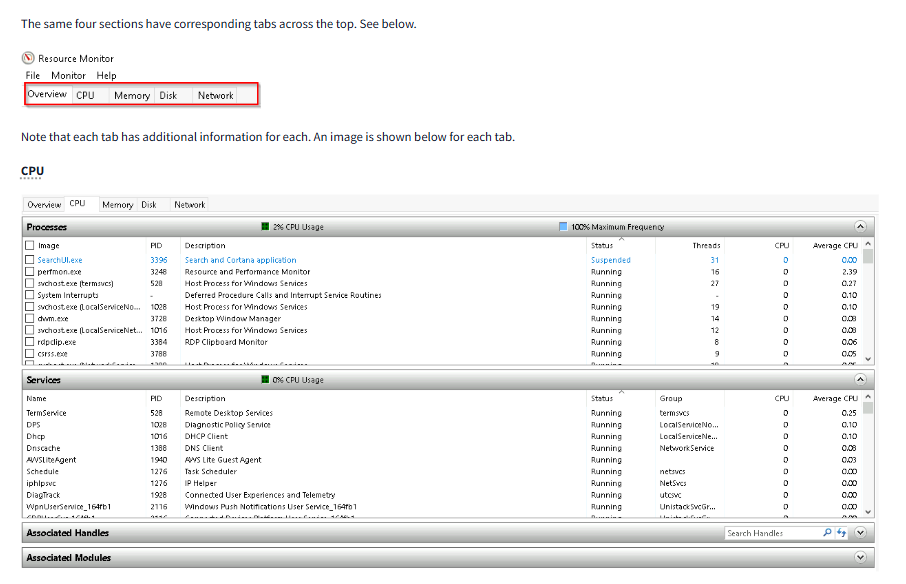 The same four sections have corresponding tabs across the top. See below.
Resource Monitor
File Monitor Help
Overview CPU Memory Disk Network
Note that each tab has additional information for each. An image is shown below for each tab.
CPU
Overview CPU Memory Disk Network
Processes 2% CPU Usage 100% Maximum Frequency
Image PID Description Status Threads CPU Average CPU
SearchUI.exe 3396 Search and Cortana application Suspended 31 0 0.00
perfmon.exe 3248 Resource and Performance Monitor Running 16 0 2.39
svchost.exe (termsvcs) 528 Host Process for Windows Services Running 27 0 0.27
System Interrupts - Deferred Procedure Calls and Interrupt Service Routines Running - 0 0.10
svchost.exe (LocalServiceNo... 1028 Host Process for Windows Services Running 19 0 0.10
dwm.exe 3728 Desktop Window Manager Running 14 0 0.03
svchost.exe (LocalServiceNet... 1016 Host Process for Windows Services Running 12 0 0.03
rdpclip.exe 3384 RDP Clipboard Monitor Running 8 0 0.06
csrss.exe 3788 Running 9 0 0.05
Services 0% CPU Usage
Name PID Description Status Group CPU Average CPU
TermService 528 Remote Desktop Services Running termsvcs 0 0.25
DPS 1028 Diagnostic Policy Service Running LocalServiceNo... 0 0.10
Dhcp 1016 DHCP Client Running LocalServiceNe... 0 0.10
Dnscache 1388 DNS Client Running NetworkService 0 0.03
AWSLiteAgent 1940 AWS Lite Guest Agent Running 0 0.03
Schedule 1276 Task Scheduler Running netsvcs 0 0.00
iphlpsvc 1276 IP Helper Running NetSvcs 0 0.00
DiagTrack 1928 Connected User Experiences and Telemetry Running utcsvc 0 0.00
WpnUserService_164fb1 2116 Windows Push Notifications User Service_164fb1 Running UnistackSvcGr... 0 0.00
Associated Handles Search Handles
Associated Modules